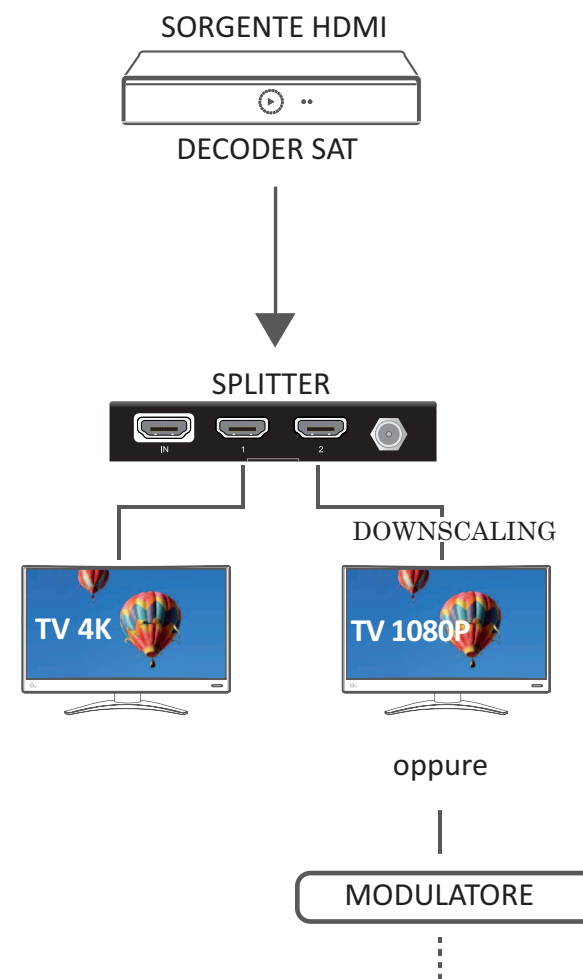 SORGENTE HDMI
DECODER SAT
SPLITTER
IN
1
2
DOWNSCALING
TV 4K
TV 1080P
oppure
MODULATORE